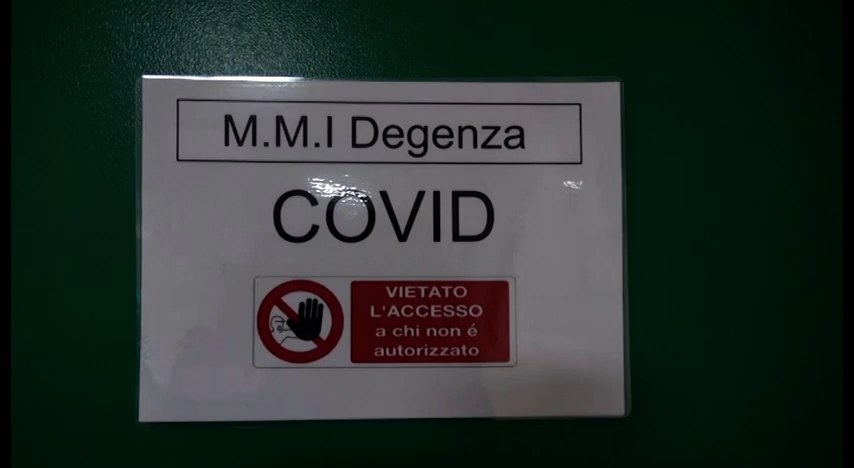 M.M.I Degenza
COVID
VIETATO
L'ACCESSO
a chi non é
autorizzato